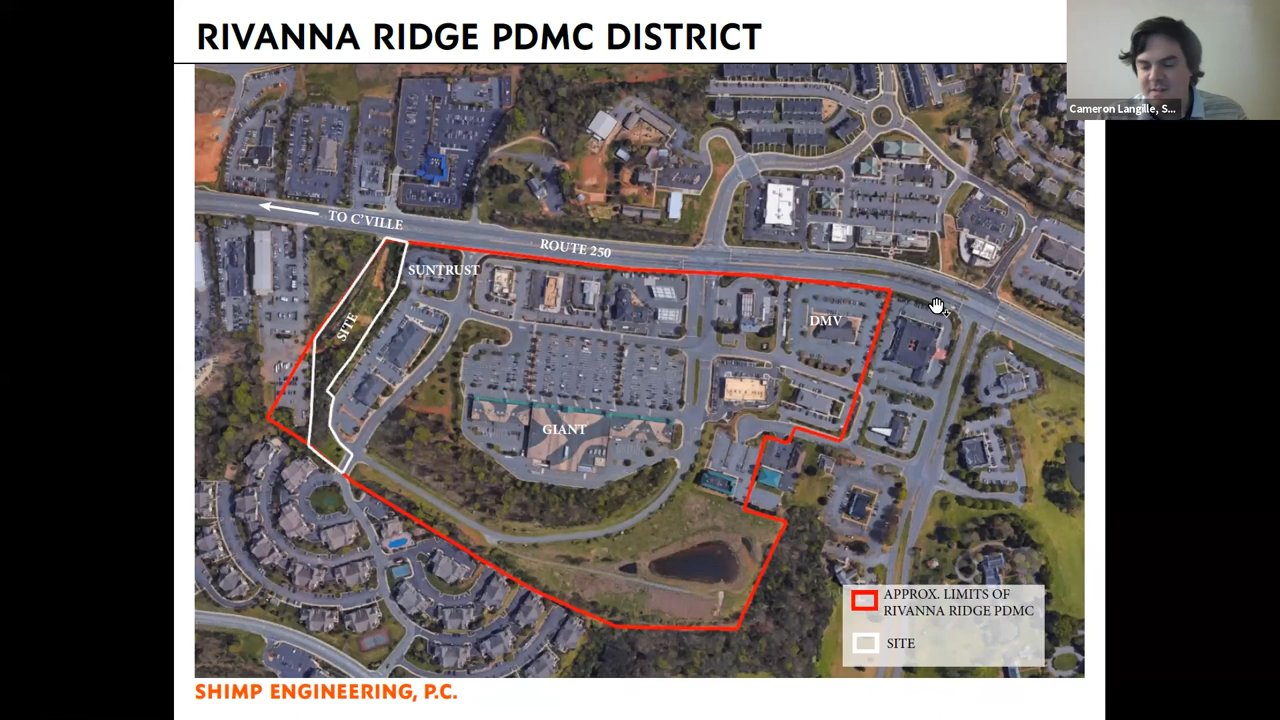 RIVANNA RIDGE PDMC DISTRICT
Cameron Langille, S...
TO C'VILLE
ROUTE 250
SUNTRUST
SITE
DMV
GIANT
APPROX. LIMITS OF
RIVANNA RIDGE PDMC
SITE
SHIMP ENGINEERING, P.C.